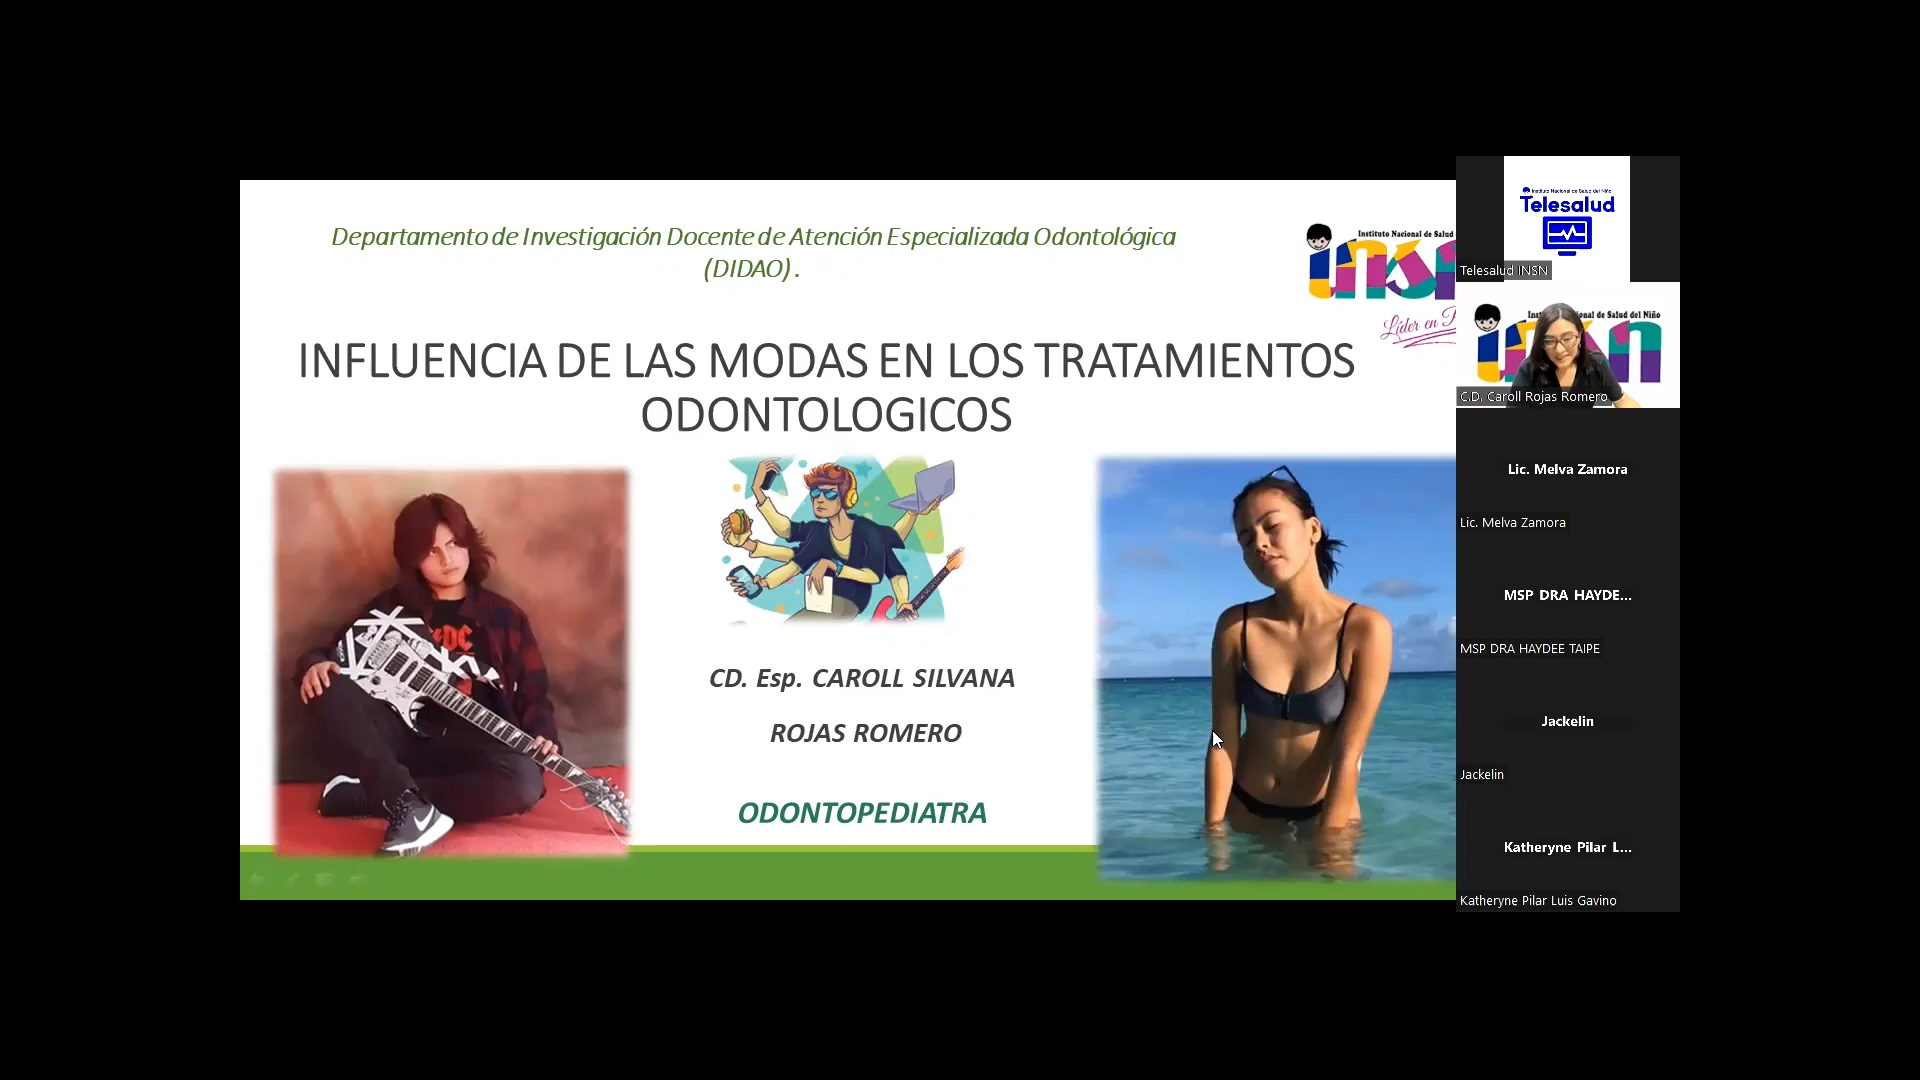 Departamento de Investigación Docente de Atención Especializada Odontológica
(DIDAO) .
Instituto Nacional de Salud
insn
Líder en
INFLUENCIA DE LAS MODAS EN LOS TRATAMIENTOS
ODONTOLOGICOS
CD. Esp. CAROLL SILVANA
ROJAS ROMERO
ODONTOPEDIATRA
Instituto Nacional de Salud del Niño
Telesalud
Telesalud INSN
C.D. Caroll Rojas Romero
Lic. Melva Zamora
Lic. Melva Zamora
MSP DRA HAYDE...
MSP DRA HAYDEE TAIPE
Jackelin
Jackelin
Katheryne Pilar L...
Katheryne Pilar Luis Gavino